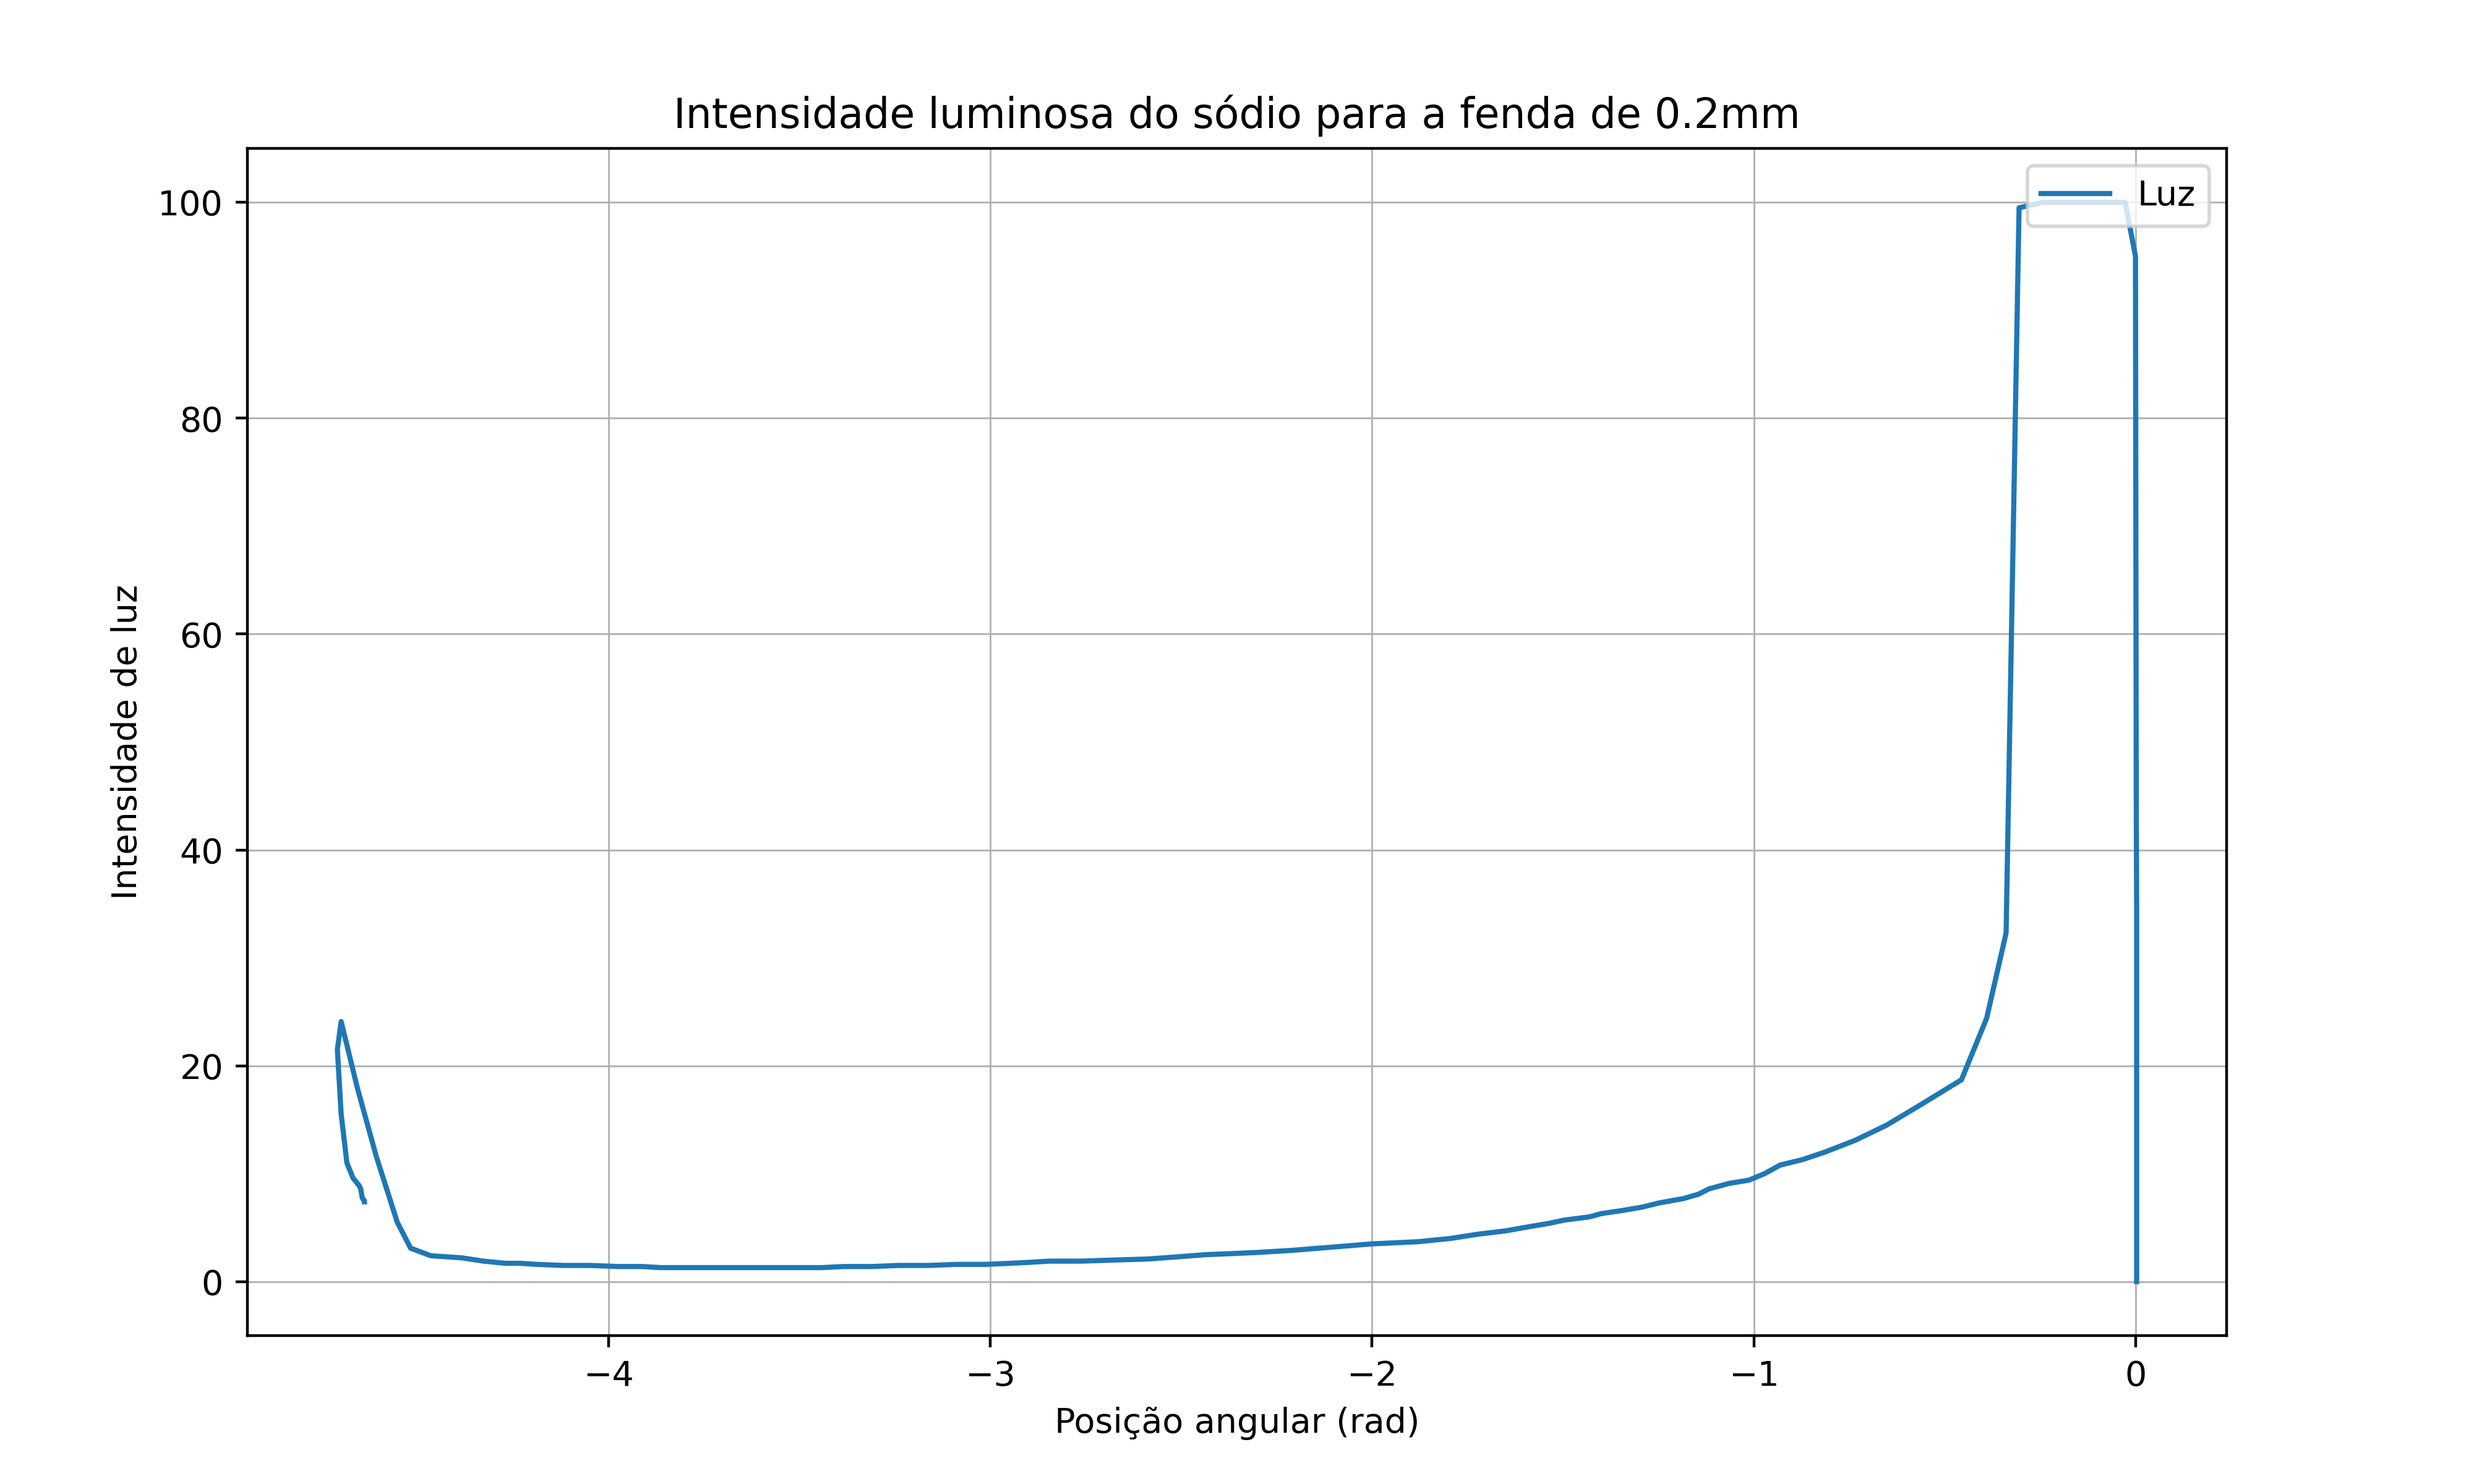 Intensidade luminosa do sódio para a fenda de 0.2mm
Luz
100
80
60
40
20
0
Intensidade de luz
−4
−3
−2
−1
0
Posição angular (rad)